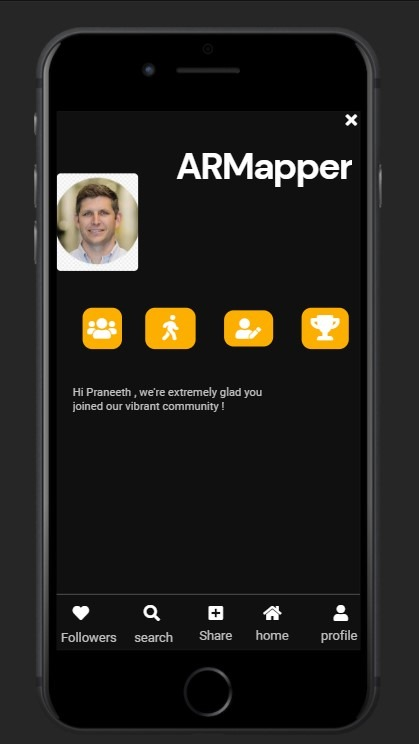 ARMapper
Hi Praneeth , we're extremely glad you
joined our vibrant community !
Followers
search
Share
home
profile